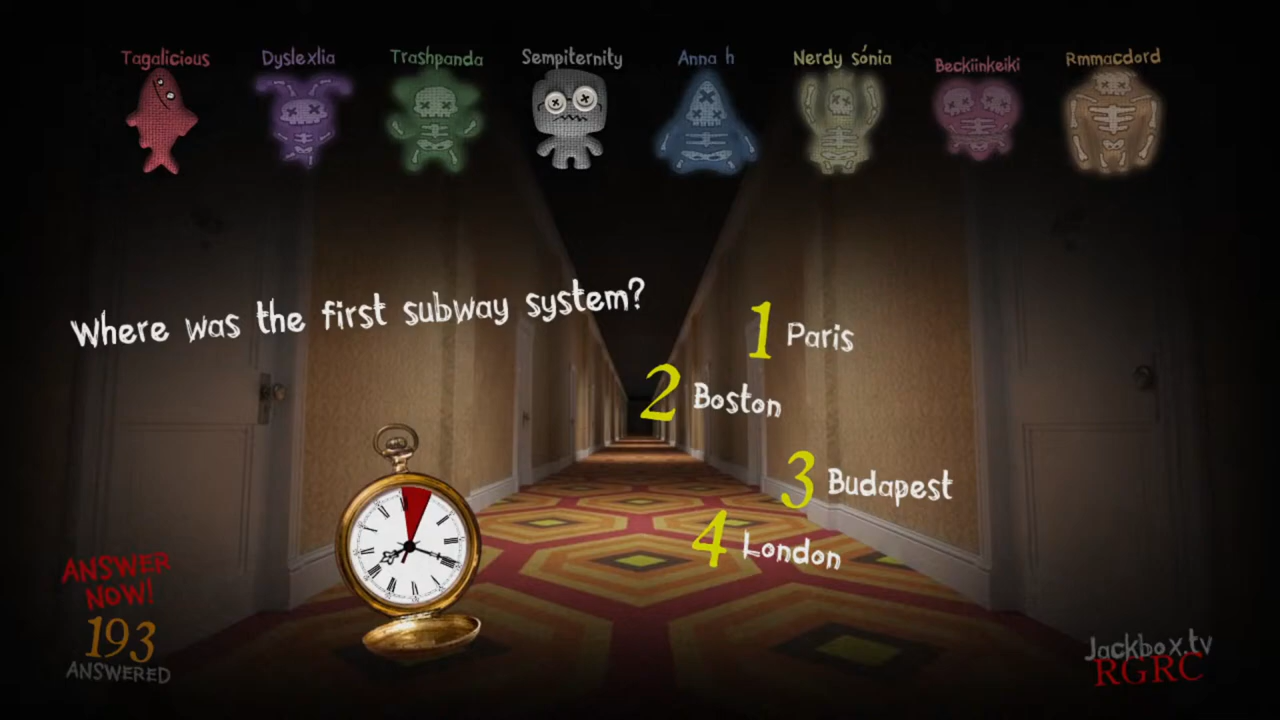 Tagalicious
Dyslexlia
Trashpanda
Sempiternity
Anna h
Nerdy sónia
Beckiinkeiki
Rmmacdord
Where was the first subway system?
1 Paris
2 Boston
3 Budapest
4 London
ANSWER
NOW!
193
ANSWERED
Jackbox.tv
RGRC